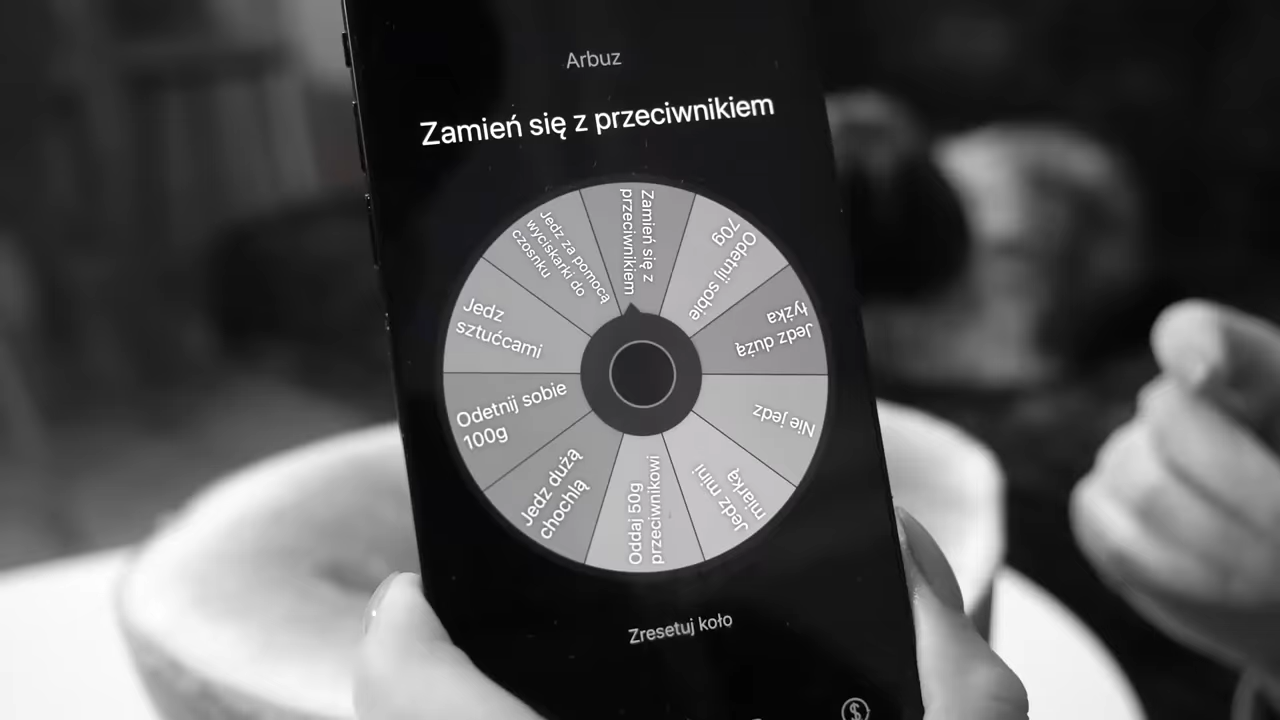 Arbuz
Zamień się z przeciwnikiem
Zamień się z
przeciwnikiem
Odetnij sobie
70g
Jedz dużą
łyżka
Nie jedz
Jedz mini
miarką
Oddaj 50g
przeciwnikowi
Jedz dużą
chochlą
Odetnij sobie
100g
Jedz
sztućcami
Jedz za pomocą
wyciskarki do
czosnku
Zresetuj koło
$